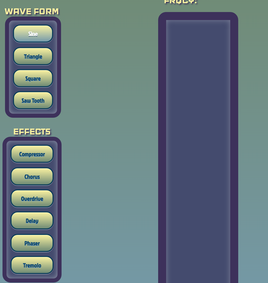 WAVE FORM
Sine
Triangle
Square
Saw Tooth
EFFECTS
Compressor
Chorus
Overdrive
Delay
Phaser
Tremolo